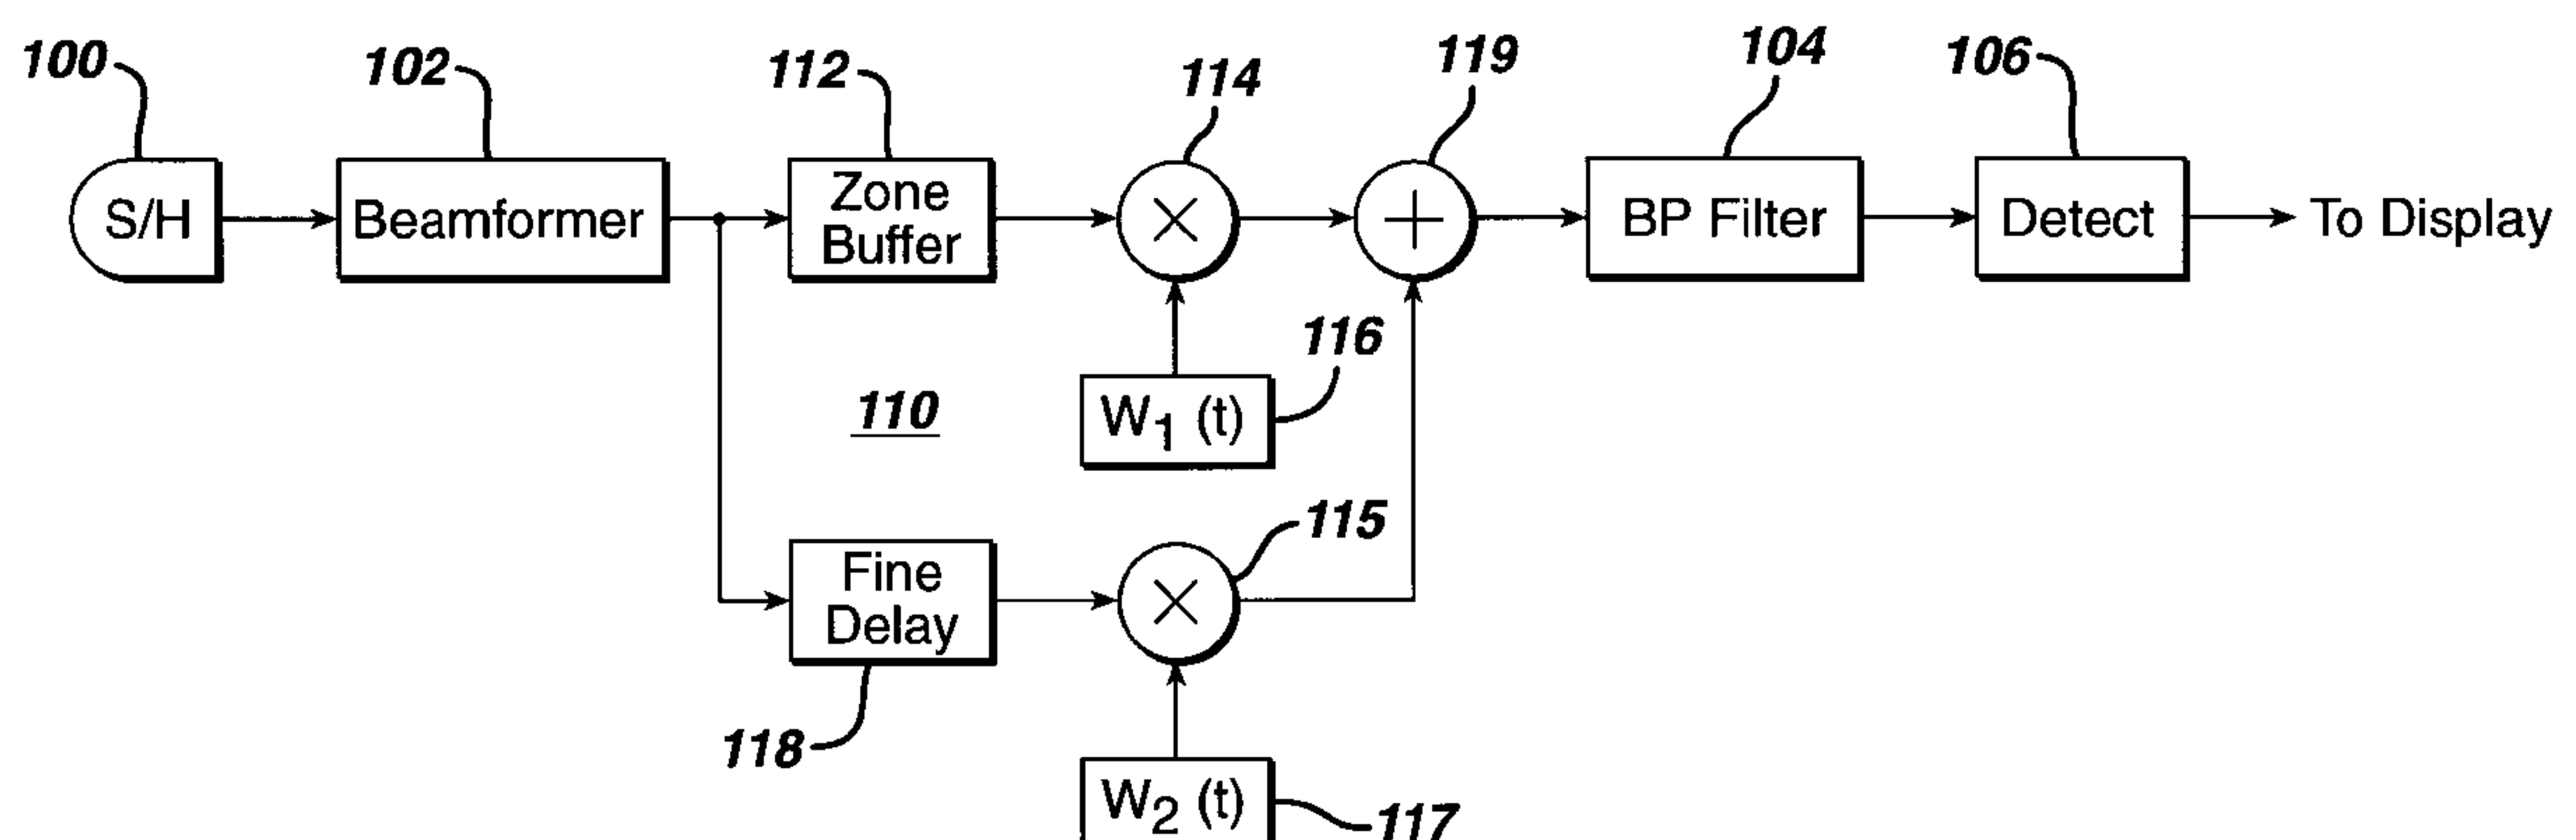 100
102
112
114
119
104
106
S/H
Beamformer
Zone
Buffer
×
+
BP Filter
Detect
To Display
116
W1 (t)
110
115
Fine
Delay
×
118
W2 (t)
117